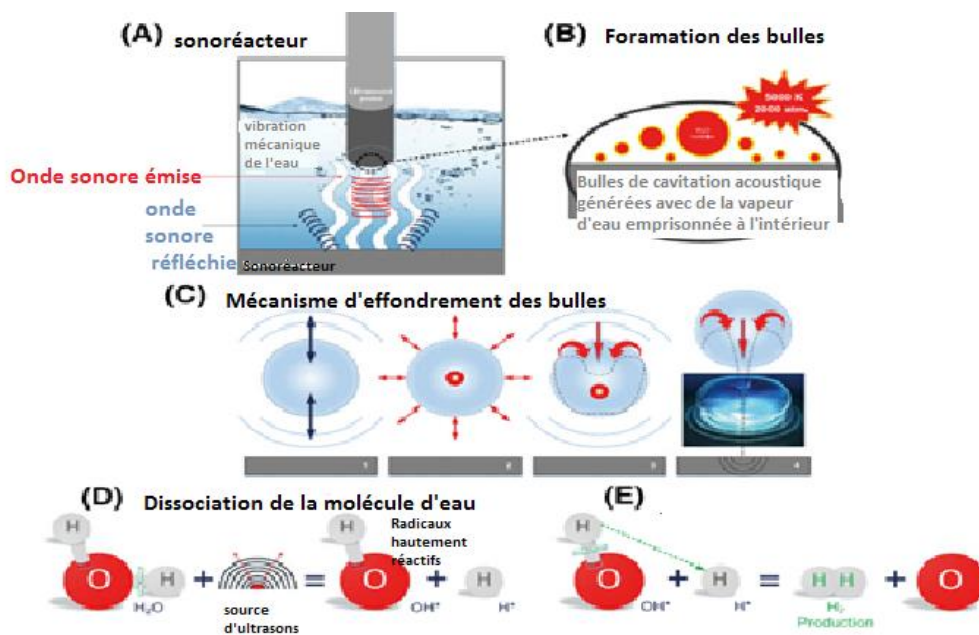 (A) sonoréacteur
(B) Foramation des bulles
5000 K
vibration
mécanique
de l'eau
Onde sonore émise
onde
sonore
réfléchie
Sonoréacteur
Bulles de cavitation acoustique
générées avec de la vapeur
d'eau emprisonnée à l'intérieur
(C) Mécanisme d'effondrement des bulles
1
2
3
4
(D) Dissociation de la molécule d'eau
H
O
H
H₂O
+
source
d'ultrasons
=
Radicaux
hautement
réactifs
H
O
OH•
+
H
H•
(E)
H
O
OH•
+
H
H•
=
H H
H₂
Production
+
O